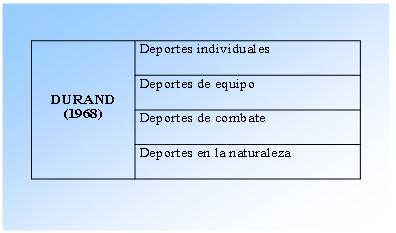 DURAND
(1968)
Deportes individuales
Deportes de equipo
Deportes de combate
Deportes en la naturaleza